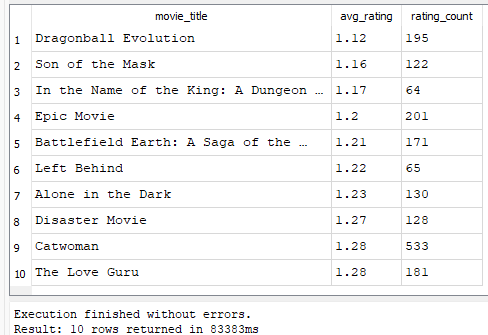 movie_title avg_rating rating_count
1 Dragonball Evolution 1.12 195
2 Son of the Mask 1.16 122
3 In the Name of the King: A Dungeon … 1.17 64
4 Epic Movie 1.2 201
5 Battlefield Earth: A Saga of the … 1.21 171
6 Left Behind 1.22 65
7 Alone in the Dark 1.23 130
8 Disaster Movie 1.27 128
9 Catwoman 1.28 533
10 The Love Guru 1.28 181
Execution finished without errors.
Result: 10 rows returned in 83383ms